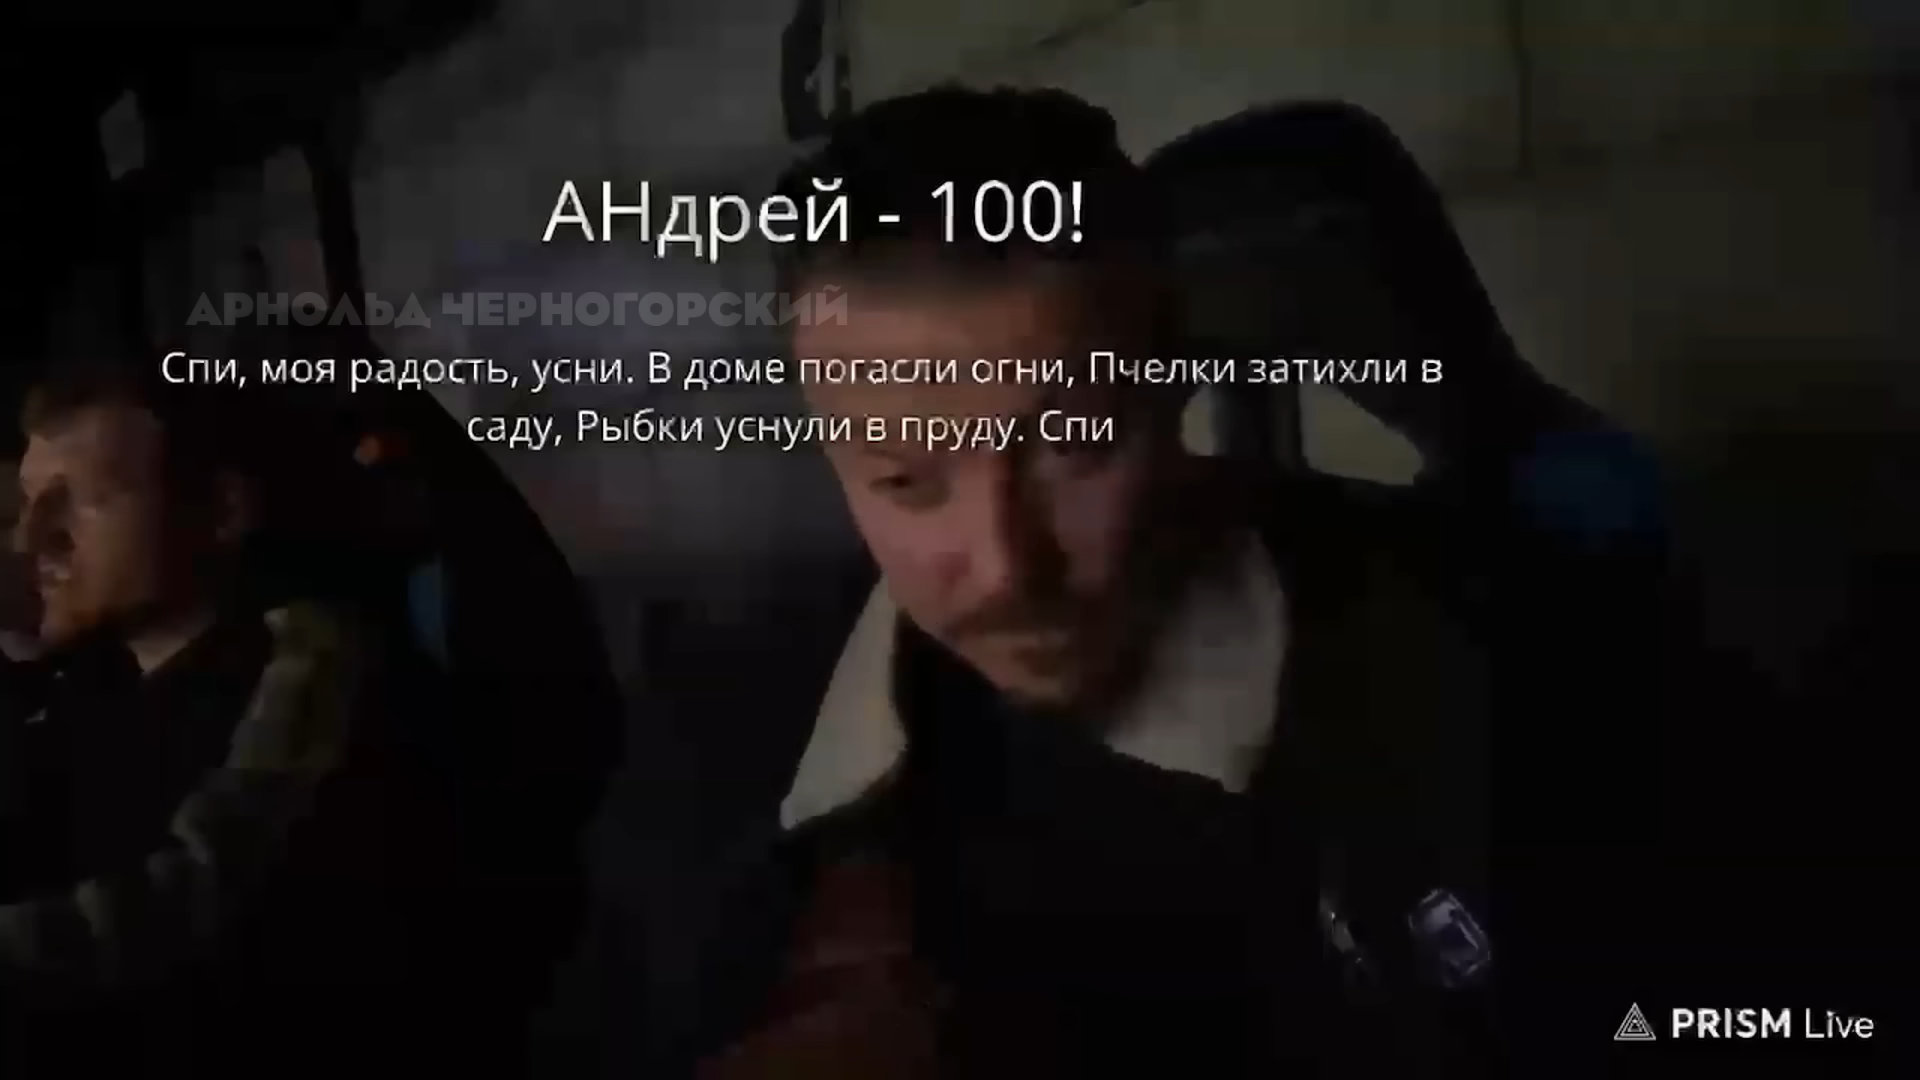 АНдрей - 100!
АРНОЛЬД ЧЕРНОГОРСКИЙ
Спи, моя радость, усни. В доме погасли огни, Пчелки затихли в
саду, Рыбки уснули в пруду. Спи
PRISM Live